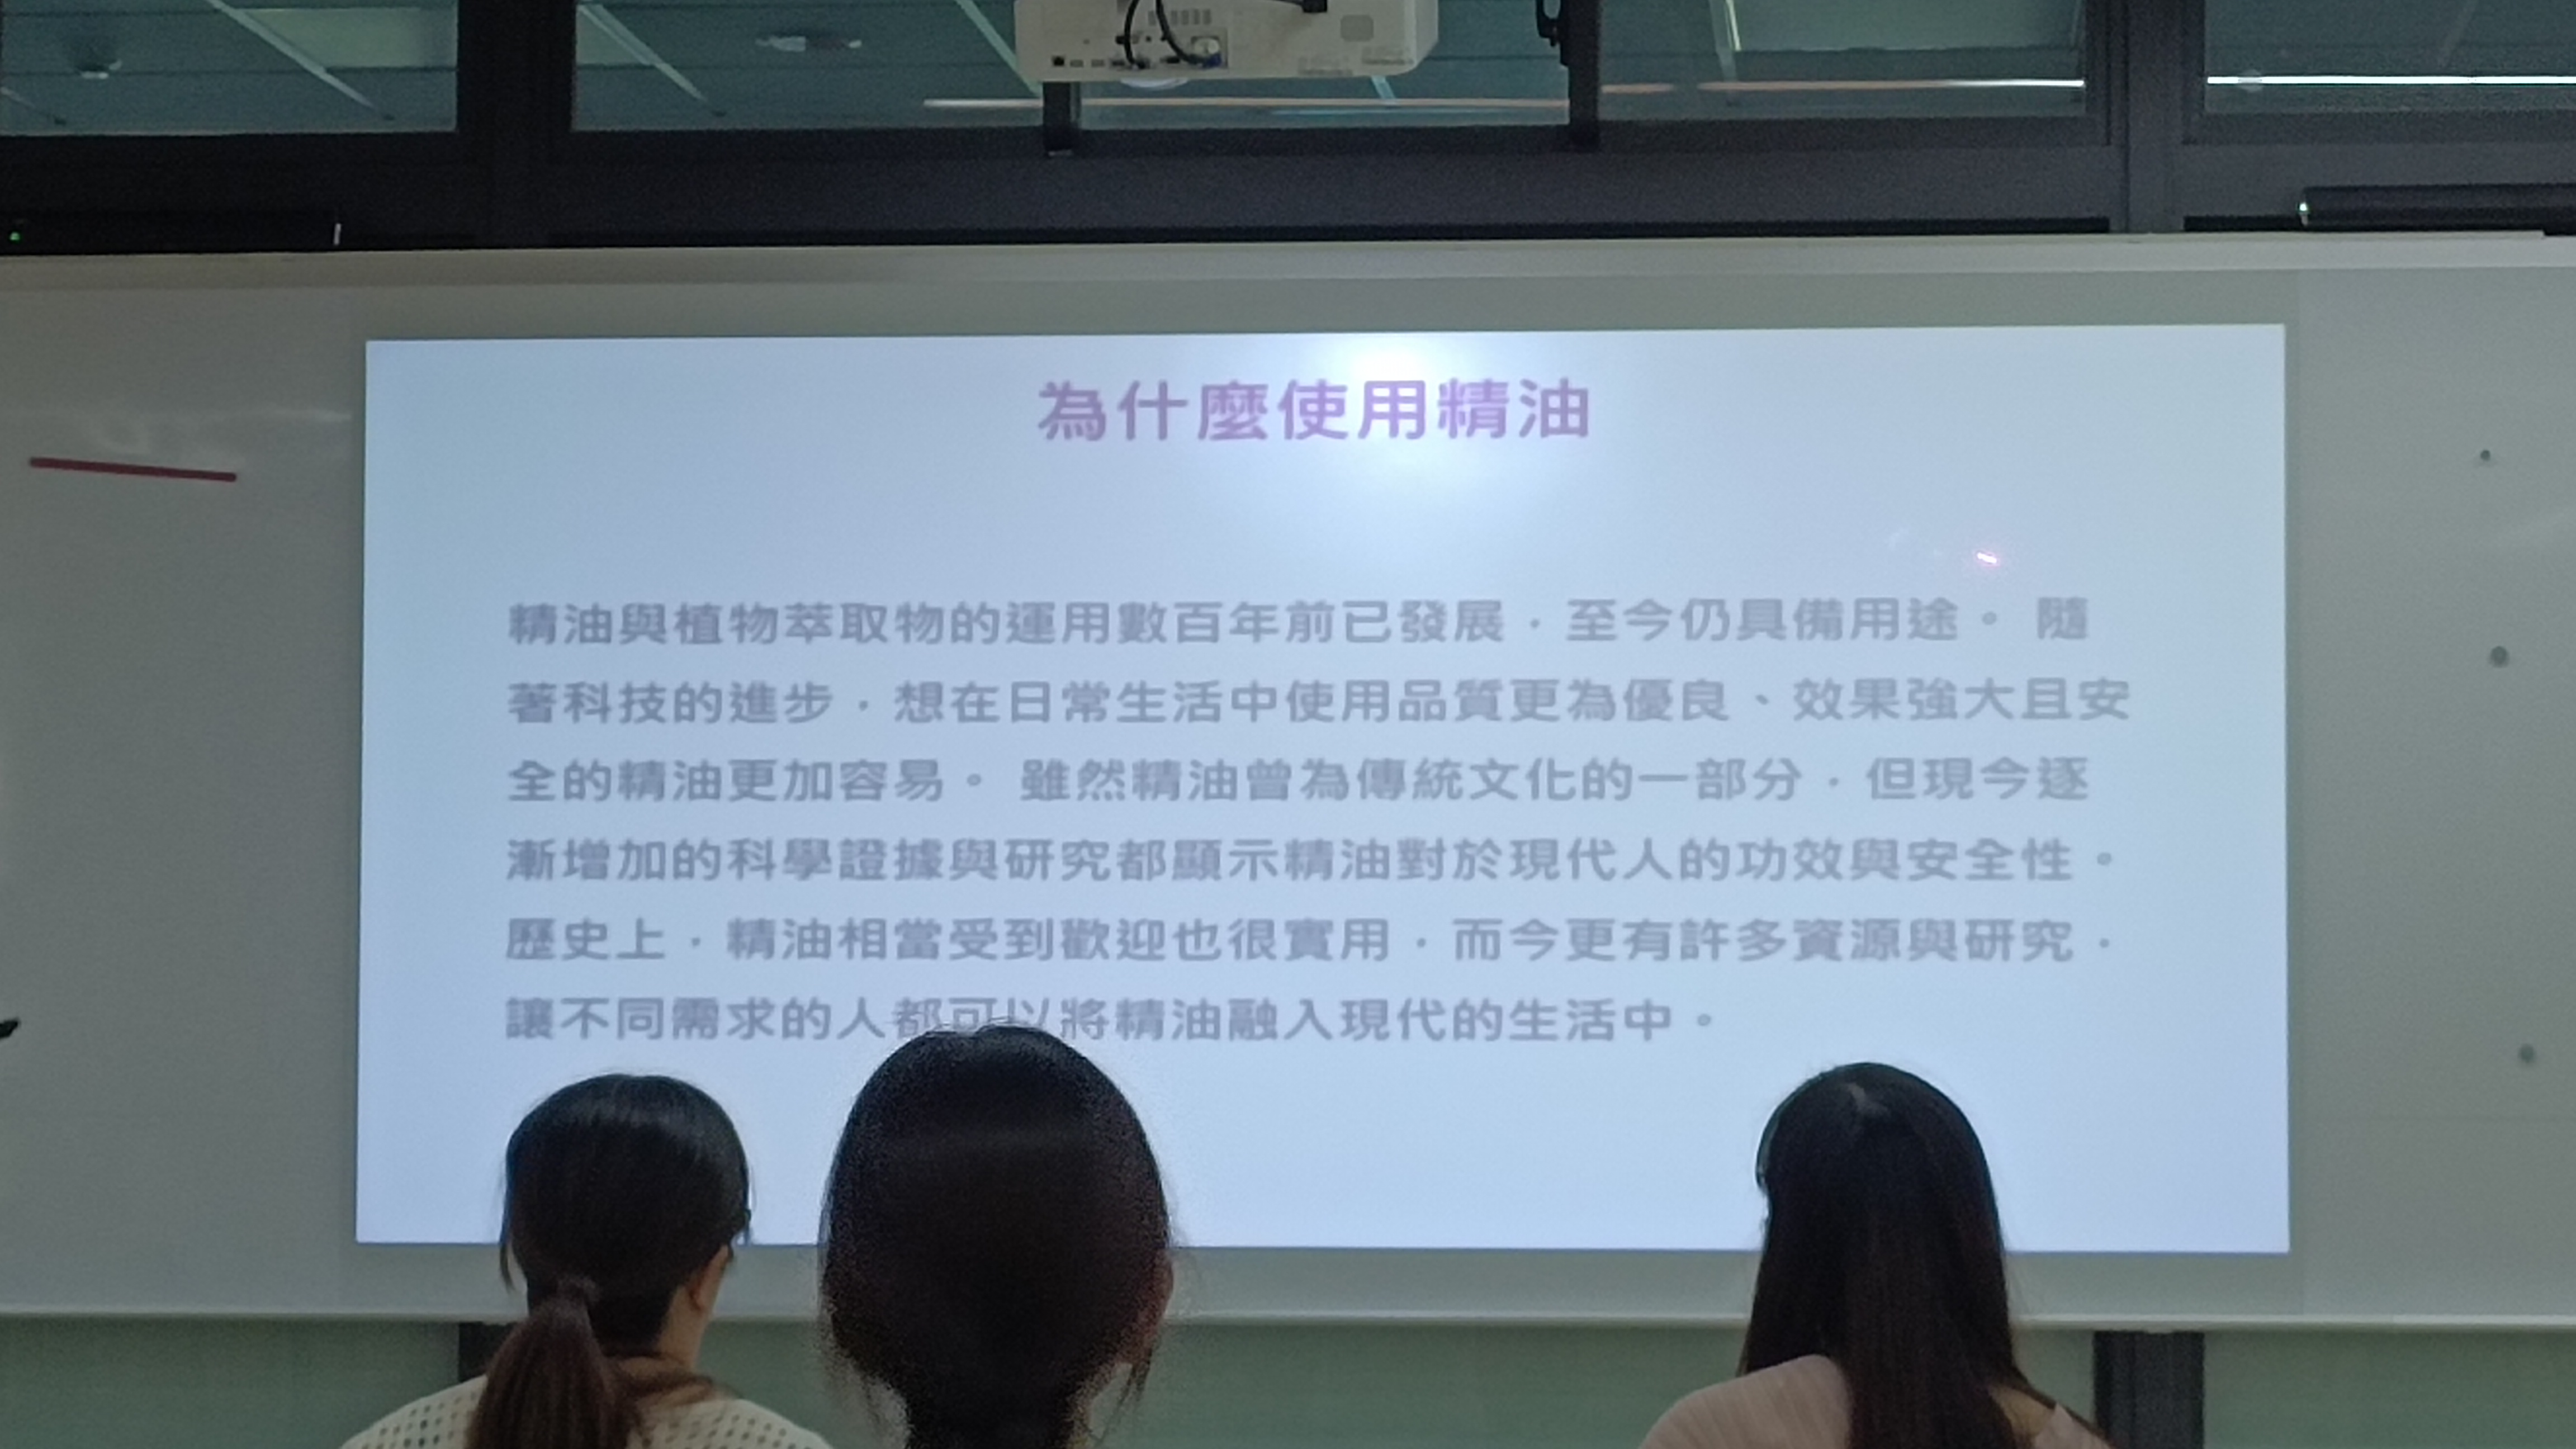 為什麼使用精油
精油與植物萃取物的運用數百年前已發展，至今仍具備用途。 隨
著科技的進步，想在日常生活中使用品質更為優良、效果強大且安
全的精油更加容易。 雖然精油曾為傳統文化的一部分，但現今逐
漸增加的科學證據與研究都顯示精油對於現代人的功效與安全性。
歷史上，精油相當受到歡迎也很實用，而今更有許多資源與研究，
讓不同需求的人都可以將精油融入現代的生活中。